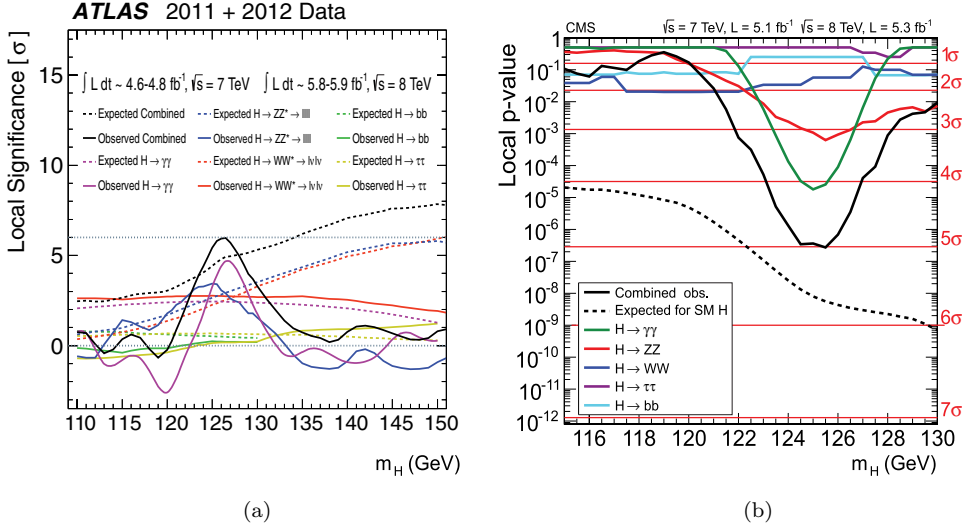 ATLAS 2011 + 2012 Data
∫ L dt ~ 4.6-4.8 fb⁻¹, √s = 7 TeV ∫ L dt ~ 5.8-5.9 fb⁻¹, √s = 8 TeV
Expected Combined
Observed Combined
Expected H → γγ
Observed H → γγ
Expected H → ZZ* →
Observed H → ZZ* →
Expected H → WW* → lνlν
Observed H → WW* → lνlν
Expected H → bb
Observed H → bb
Expected H → ττ
Observed H → ττ
Local Significance [ σ ]
15
10
5
0
110 115 120 125 130 135 140 145 150
m_H (GeV)
(a)
CMS √s = 7 TeV, L = 5.1 fb⁻¹ √s = 8 TeV, L = 5.3 fb⁻¹
Local p-value
1
10⁻¹
10⁻²
10⁻³
10⁻⁴
10⁻⁵
10⁻⁶
10⁻⁷
10⁻⁸
10⁻⁹
10⁻¹⁰
10⁻¹¹
10⁻¹²
1σ
2σ
3σ
4σ
5σ
6σ
7σ
Combined obs.
Expected for SM H
H → γγ
H → ZZ
H → WW
H → ττ
H → bb
116 118 120 122 124 126 128 130
m_H (GeV)
(b)